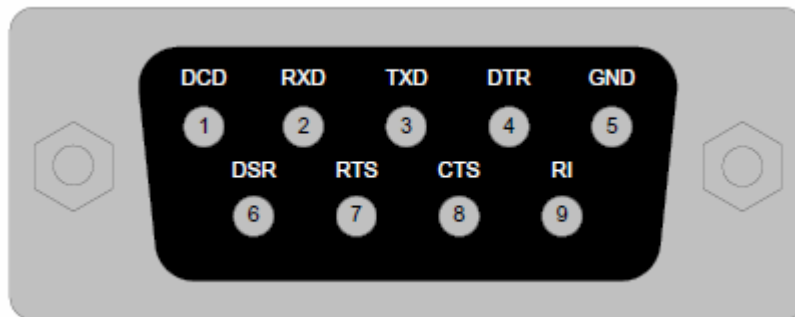 DCD RXD TXD DTR GND
1 2 3 4 5
DSR RTS CTS RI
6 7 8 9